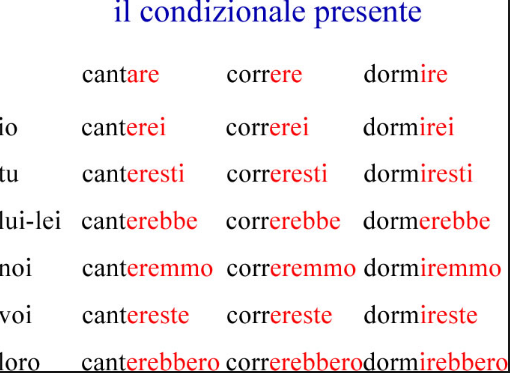 il condizionale presente
cantare correre dormire
io canterei correrei dormirei
tu canteresti correresti dormiresti
lui-lei canterebbe correrebbe dormerebbe
noi canteremmo correremmo dormiremmo
voi cantereste correreste dormireste
loro canterebbero correrebbero dormirebbero